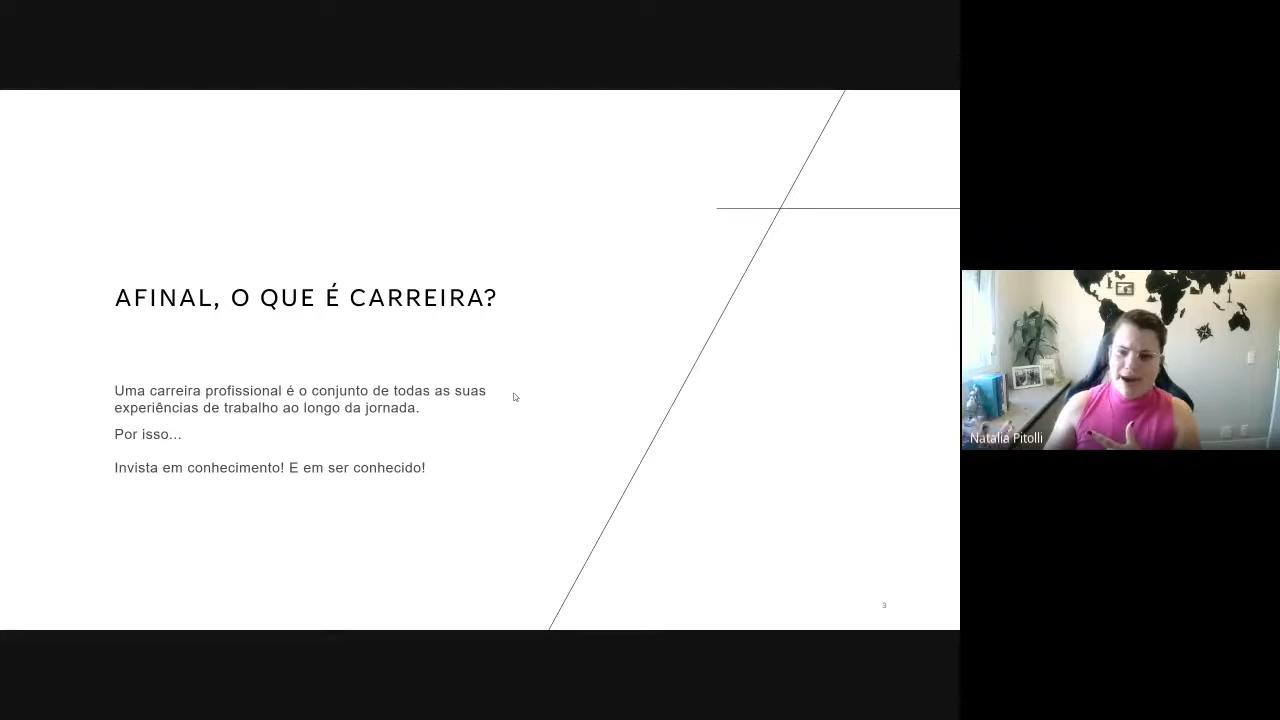 AFINAL, O QUE É CARREIRA?
Uma carreira profissional é o conjunto de todas as suas
experiências de trabalho ao longo da jornada.
Por isso...
Invista em conhecimento! E em ser conhecido!
3
Natalia Pitolli